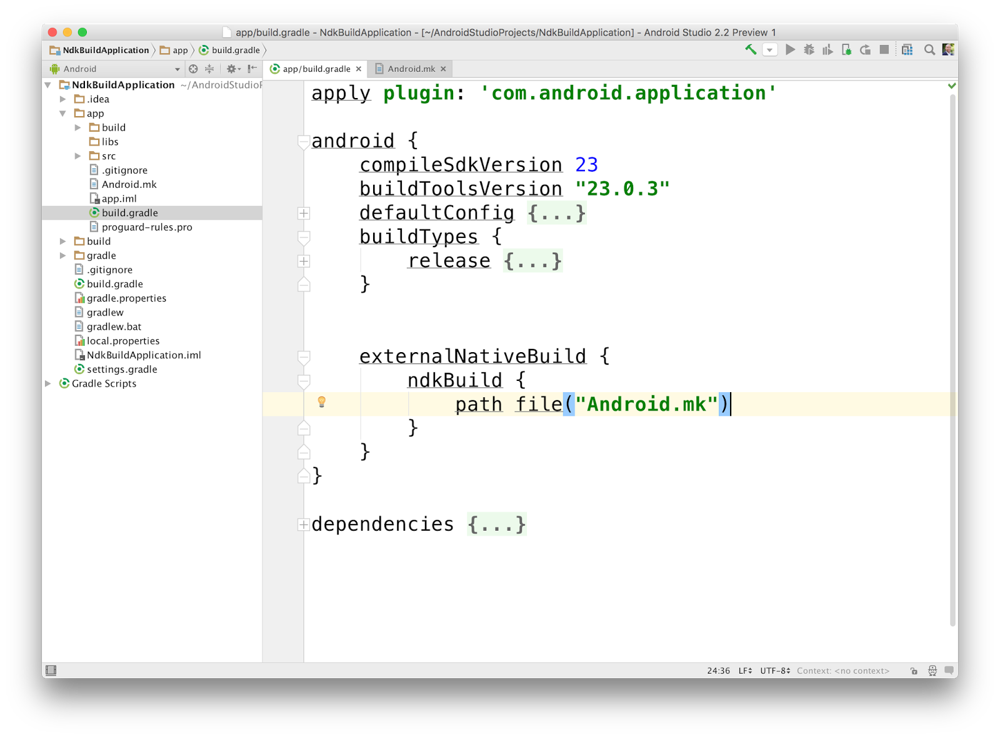 app/build.gradle - NdkBuildApplication - [~/AndroidStudioProjects/NdkBuildApplication] - Android Studio 2.2 Preview 1
NdkBuildApplication app build.gradle
Android
app/build.gradle Android.mk
NdkBuildApplication ~/AndroidStudioP
.idea
app
build
libs
src
.gitignore
Android.mk
app.iml
build.gradle
proguard-rules.pro
build
gradle
.gitignore
build.gradle
gradle.properties
gradlew
gradlew.bat
local.properties
NdkBuildApplication.iml
settings.gradle
Gradle Scripts
apply plugin: 'com.android.application'
android {
compileSdkVersion 23
buildToolsVersion "23.0.3"
defaultConfig {...}
buildTypes {
release {...}
}
externalNativeBuild {
ndkBuild {
path file("Android.mk")
}
}
}
dependencies {...}
24:36 LF UTF-8 Context: <no context>